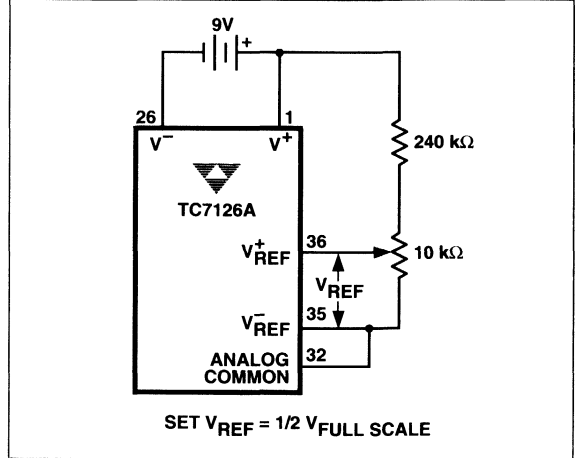 9V
+
26
1
V⁻
V⁺
240 kΩ
TC7126A
V⁺REF
36
10 kΩ
VREF
V⁻REF
35
ANALOG
COMMON
32
SET VREF = 1/2 VFULL SCALE